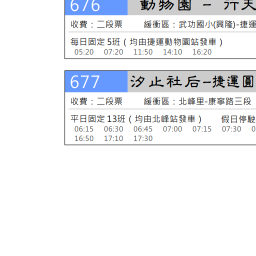 676 動物園 - 行天
收費：二段票 緩衝區：武功國小(興隆)-捷運
每日固定5班（均由捷運動物園站發車）
05:20 07:20 11:50 14:10 16:20
677 汐止社后-捷運圓
收費：二段票 緩衝區：北峰里-康寧路三段
平日固定13班（均由北峰站發車） 假日停駛
06:15 06:30 06:45 07:00 07:15 07:30 0
16:50 17:10 17:30